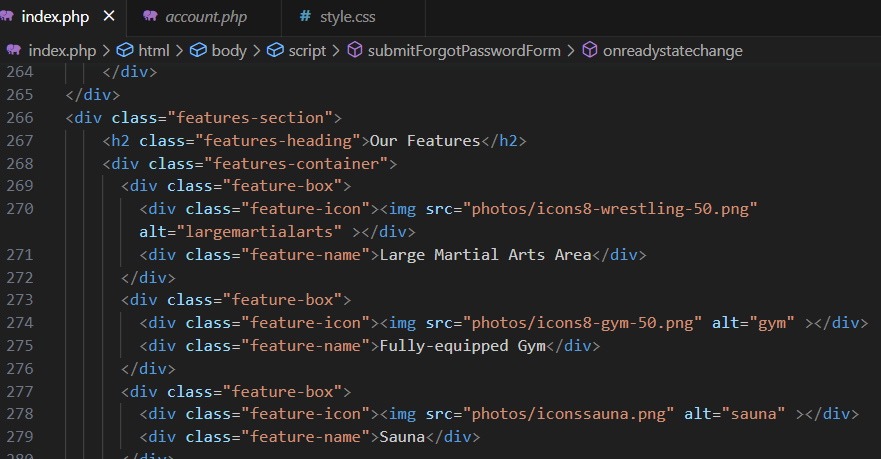 index.php ×
account.php
# style.css
index.php > html > body > script > submitForgotPasswordForm > onreadystatechange
264 </div>
265 </div>
266 <div class="features-section">
267 <h2 class="features-heading">Our Features</h2>
268 <div class="features-container">
269 <div class="feature-box">
270 <div class="feature-icon"><img src="photos/icons8-wrestling-50.png"
alt="largemartialarts" ></div>
271 <div class="feature-name">Large Martial Arts Area</div>
272 </div>
273 <div class="feature-box">
274 <div class="feature-icon"><img src="photos/icons8-gym-50.png" alt="gym" ></div>
275 <div class="feature-name">Fully-equipped Gym</div>
276 </div>
277 <div class="feature-box">
278 <div class="feature-icon"><img src="photos/iconssauna.png" alt="sauna" ></div>
279 <div class="feature-name">Sauna</div>
280 </div>